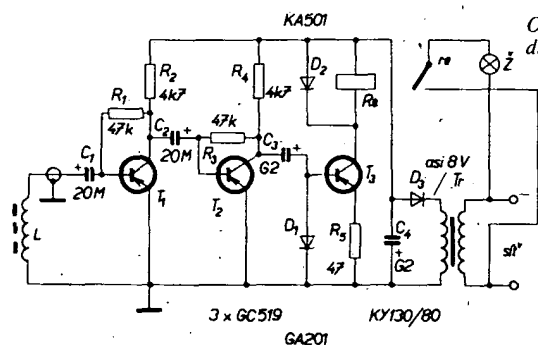 KA501
O
d
R₂
4k7
R₄
4k7
D₂
Re
re
Ž
R₁
47k
C₂
20M
47k
R₃
C₃
G2
C₁
20M
T₁
T₂
T₃
asi 8V
D₃
Tr
L
D₁
R₅
47
C₄
G2
síť
3 x GC519
KY130/80
GA201